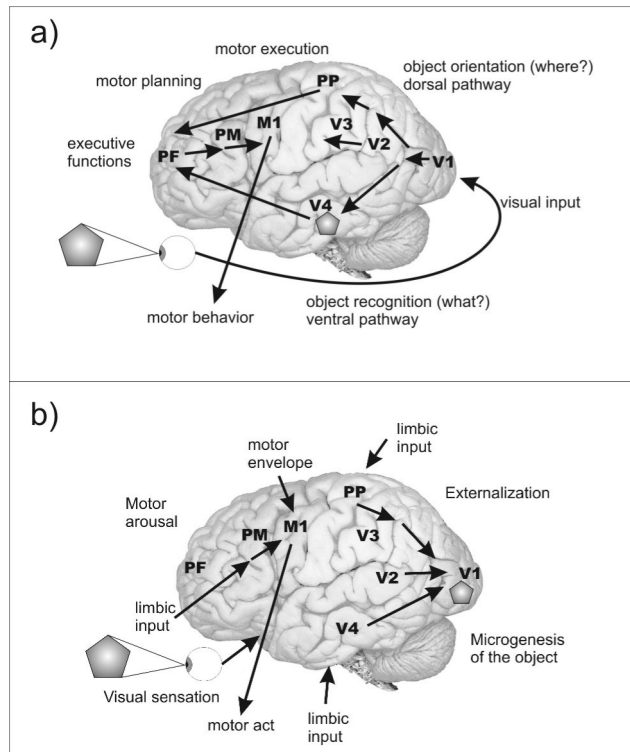 a)
motor execution
object orientation (where?)
dorsal pathway
motor planning
PP
M1
V3
executive
functions
PM
V2
PF
V1
V4
visual input
object recognition (what?)
ventral pathway
motor behavior
b)
limbic
input
motor
envelope
Externalization
Motor
arousal
PP
M1
PM
V3
PF
V2
V1
limbic
input
V4
Microgenesis
of the object
Visual sensation
motor act
limbic
input